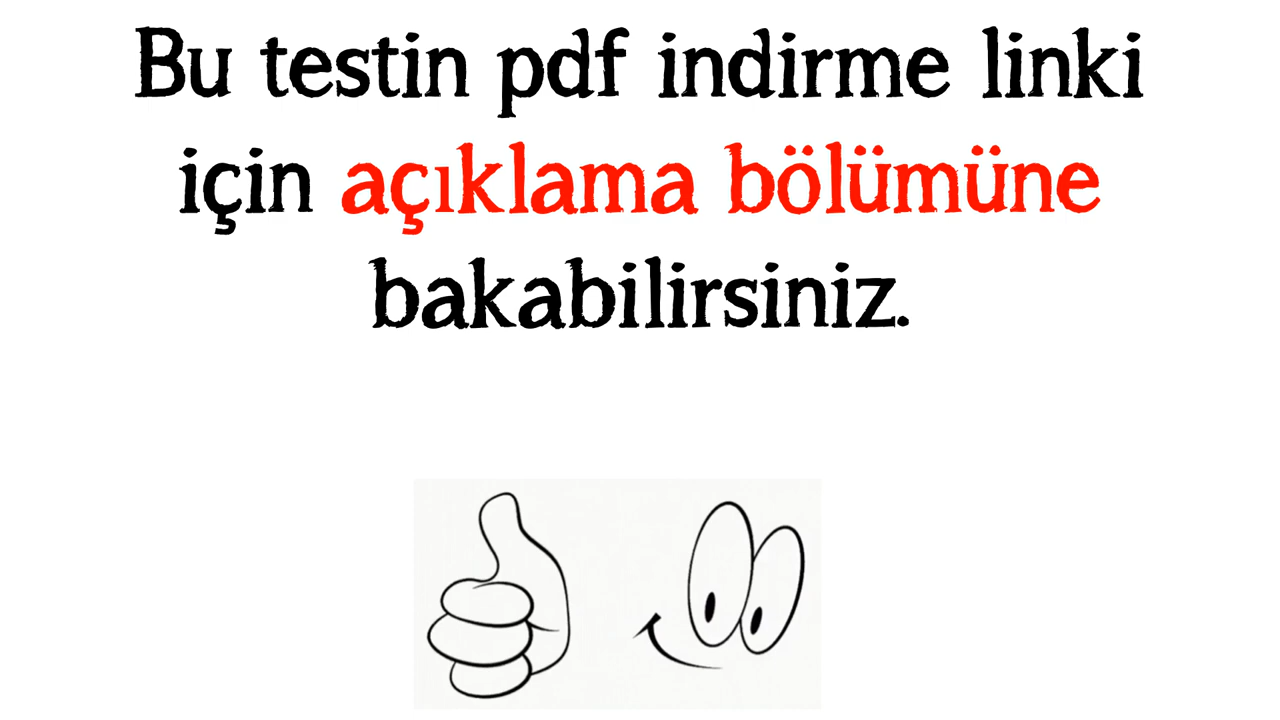 Bu testin pdf indirme linki
için açıklama bölümüne
bakabilirsiniz.